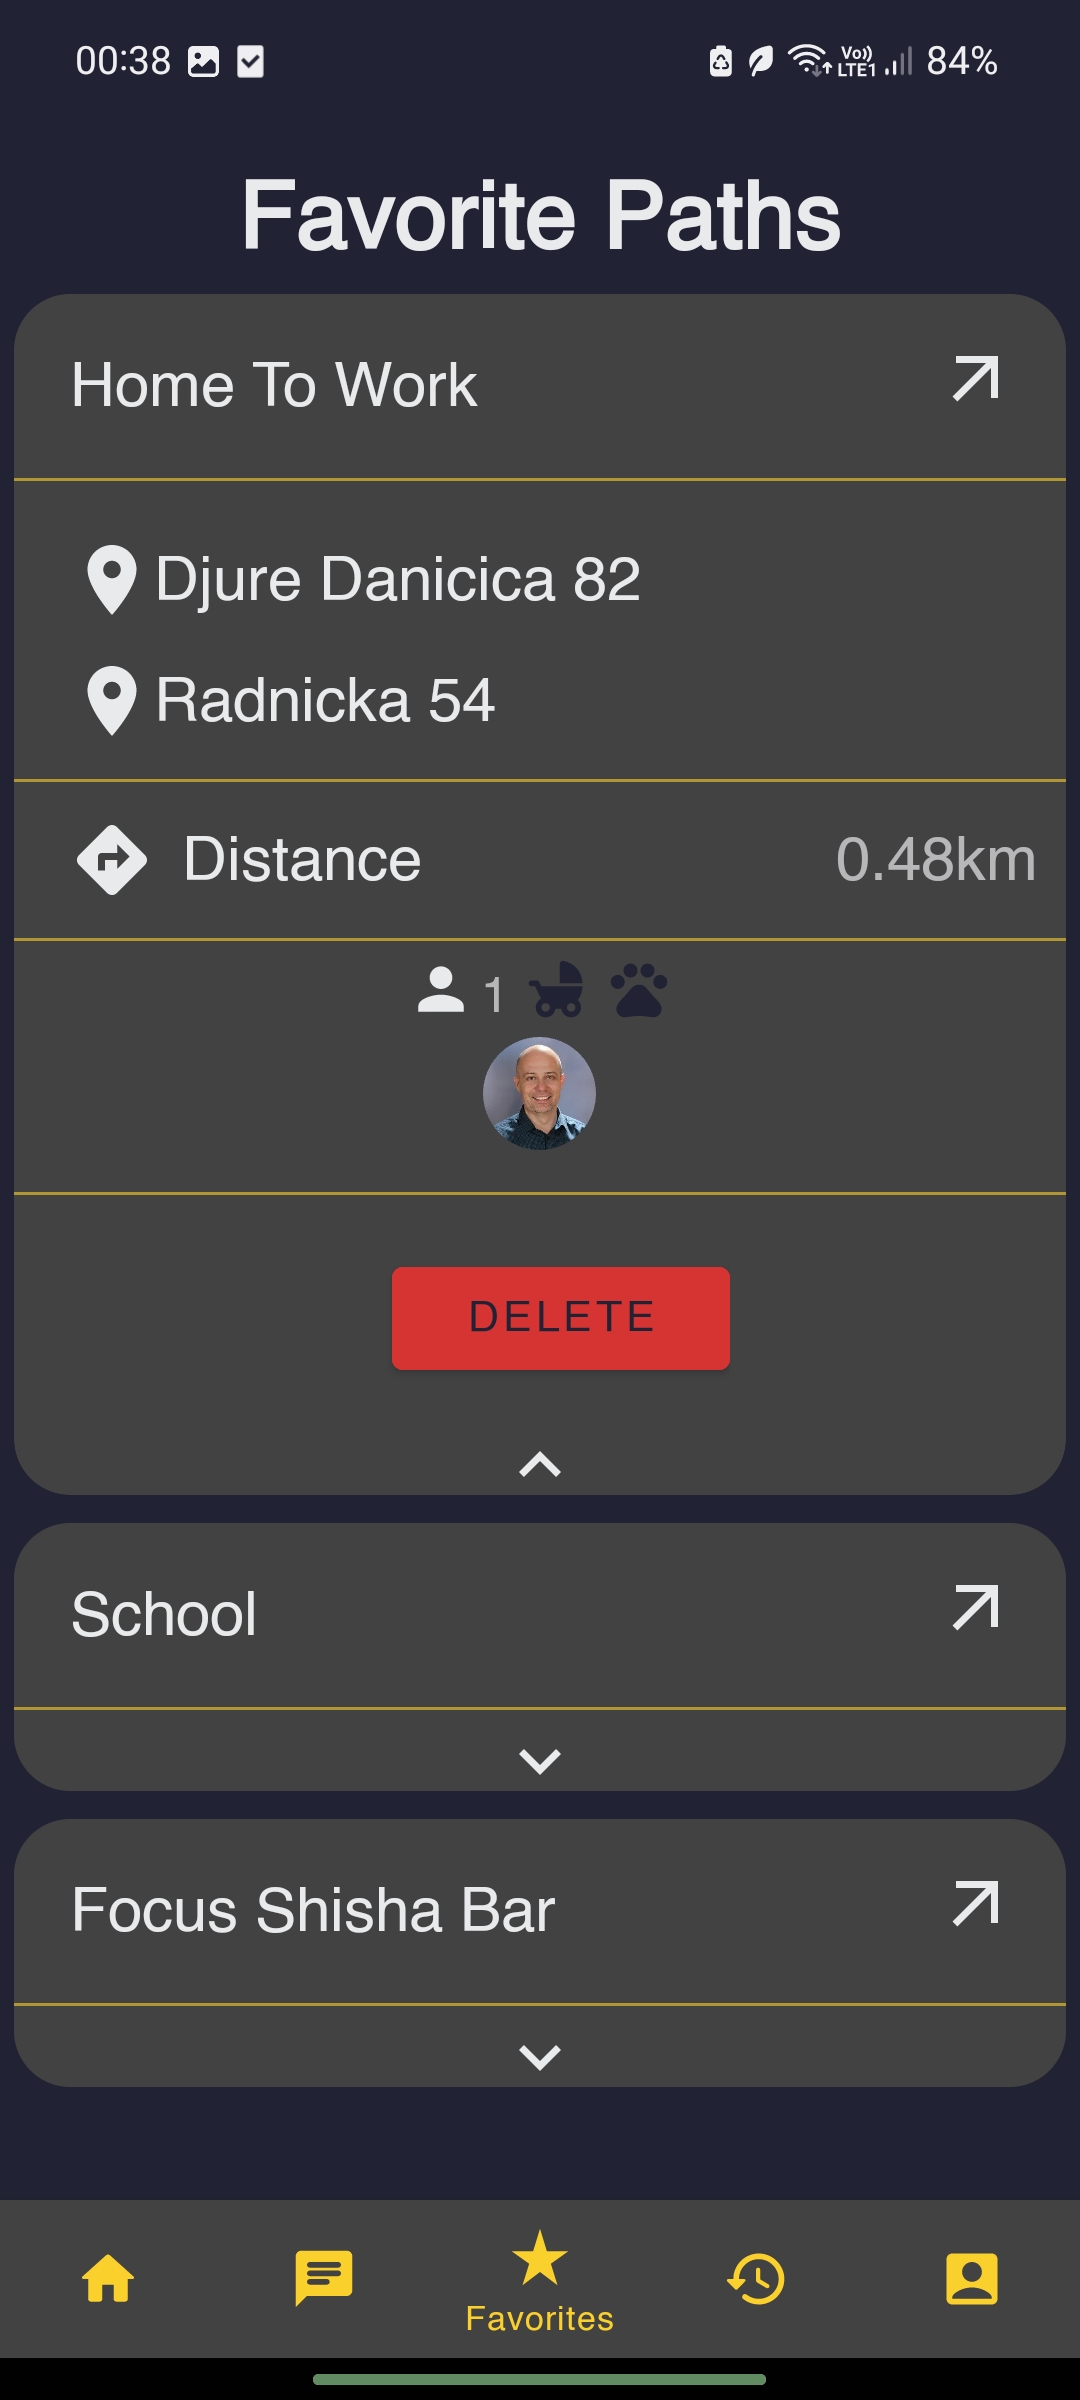 00:38 Vo)) LTE1 84%
Favorite Paths
Home To Work
Djure Danicica 82
Radnicka 54
Distance 0.48km
1
DELETE
School
Focus Shisha Bar
Favorites